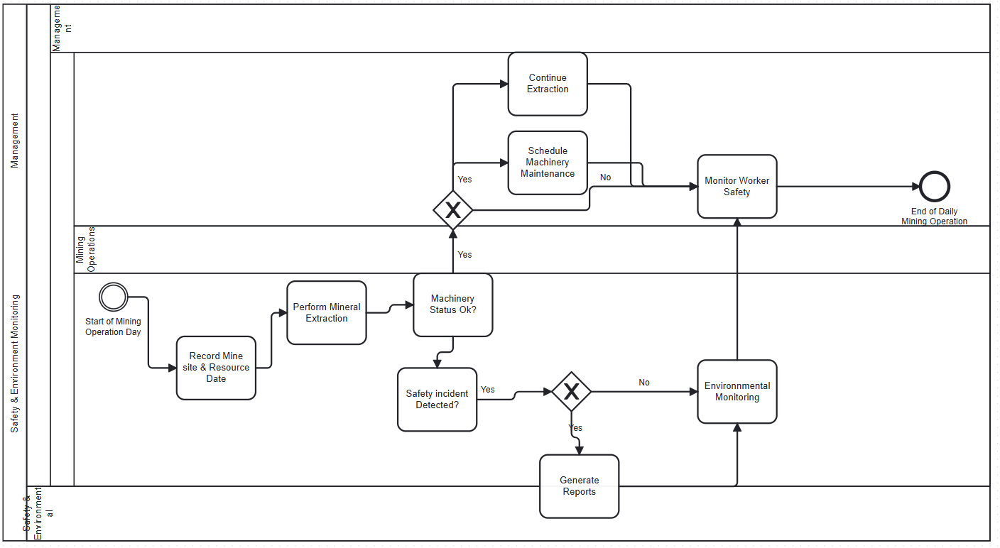 Manageme
nt
Management
Safety & Environment Monitoring
Mining
Operations
Safety &
Environment
al
Continue
Extraction
Schedule
Machinery
Maintenance
Yes
No
Monitor Worker
Safety
End of Daily
Mining Operation
Yes
Start of Mining
Operation Day
Record Mine
site & Resource
Date
Perform Mineral
Extraction
Machinery
Status Ok?
Safety incident
Detected?
Yes
X
X
No
Yes
Environnmental
Monitoring
Generate
Reports